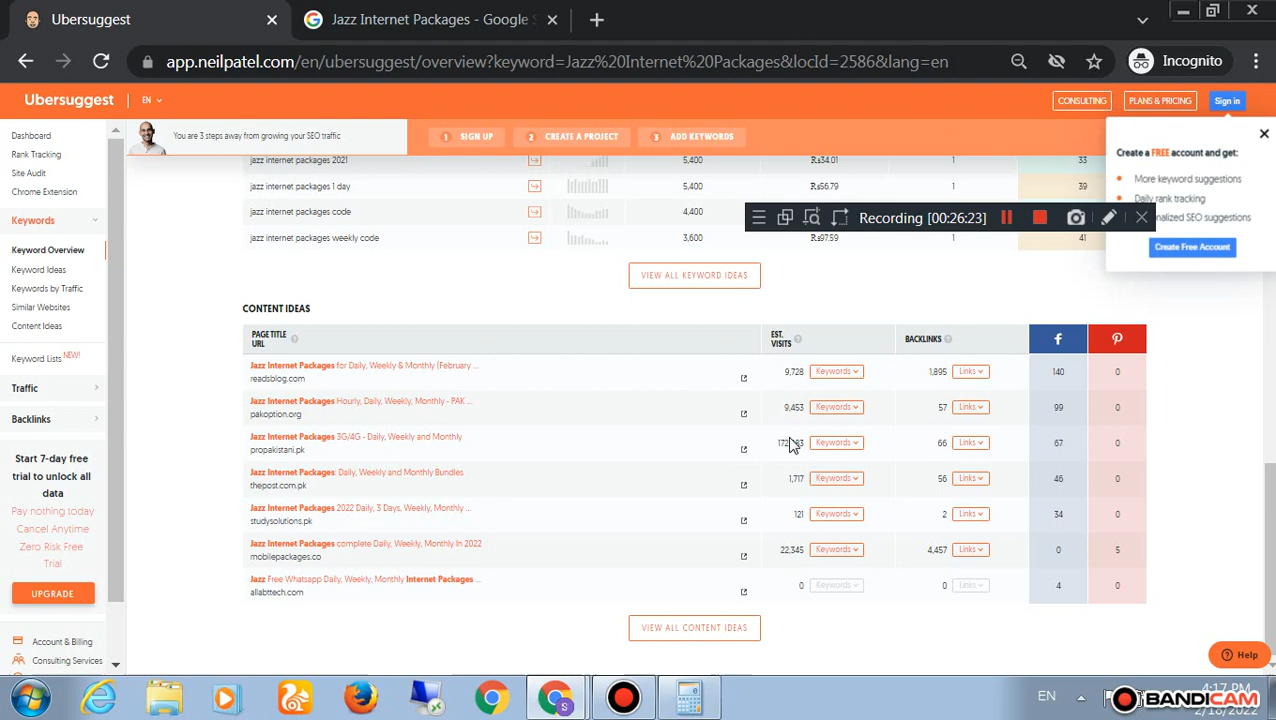 Ubersuggest
Jazz Internet Packages - Google S
app.neilpatel.com/en/ubersuggest/overview?keyword=Jazz%20Internet%20Packages&locId=2586&lang=en
Incognito
Ubersuggest
EN
CONSULTING
PLANS & PRICING
Sign in
You are 3 steps away from growing your SEO traffic
1 SIGN UP
2 CREATE A PROJECT
3 ADD KEYWORDS
Create a FREE account and get:
More keyword suggestions
Daily rank tracking
nalized SEO suggestions
Create Free Account
Recording [00:26:23]
Dashboard
Rank Tracking
Site Audit
Chrome Extension
Keywords
Keyword Overview
Keyword Ideas
Keywords by Traffic
Similar Websites
Content Ideas
Keyword Lists NEW!
Traffic
Backlinks
Start 7-day free
trial to unlock all
data
Pay nothing today
Cancel Anytime
Zero Risk Free
Trial
UPGRADE
Account & Billing
Consulting Services
jazz internet packages 2021 5,400 ₨34.01 1 33
jazz internet packages 1 day 5,400 ₨56.79 1 39
jazz internet packages code 4,400
jazz internet packages weekly code 3,600 ₨97.59 1 41
VIEW ALL KEYWORD IDEAS
CONTENT IDEAS
PAGE TITLE
URL
EST.
VISITS
BACKLINKS
Jazz Internet Packages for Daily, Weekly & Monthly (February ...
readsblog.com
9,728 Keywords 1,895 Links 140 0
Jazz Internet Packages Hourly, Daily, Weekly, Monthly - PAK ...
pakoption.org
9,453 Keywords 57 Links 99 0
Jazz Internet Packages 3G/4G - Daily, Weekly and Monthly
propakistani.pk
Keywords 66 Links 67 0
Jazz Internet Packages: Daily, Weekly and Monthly Bundles
thepost.com.pk
1,717 Keywords 56 Links 46 0
Jazz Internet Packages 2022 Daily, 3 Days, Weekly, Monthly ...
studysolutions.pk
121 Keywords 2 Links 34 0
Jazz Internet Packages complete Daily, Weekly, Monthly In 2022
mobilepackages.co
22,345 Keywords 4,457 Links 0 5
Jazz Free Whatsapp Daily, Weekly, Monthly Internet Packages ...
allabttech.com
0 Keywords 0 Links 4 0
VIEW ALL CONTENT IDEAS
Help
EN
4:17 PM
2/18/2022
BANDICAM